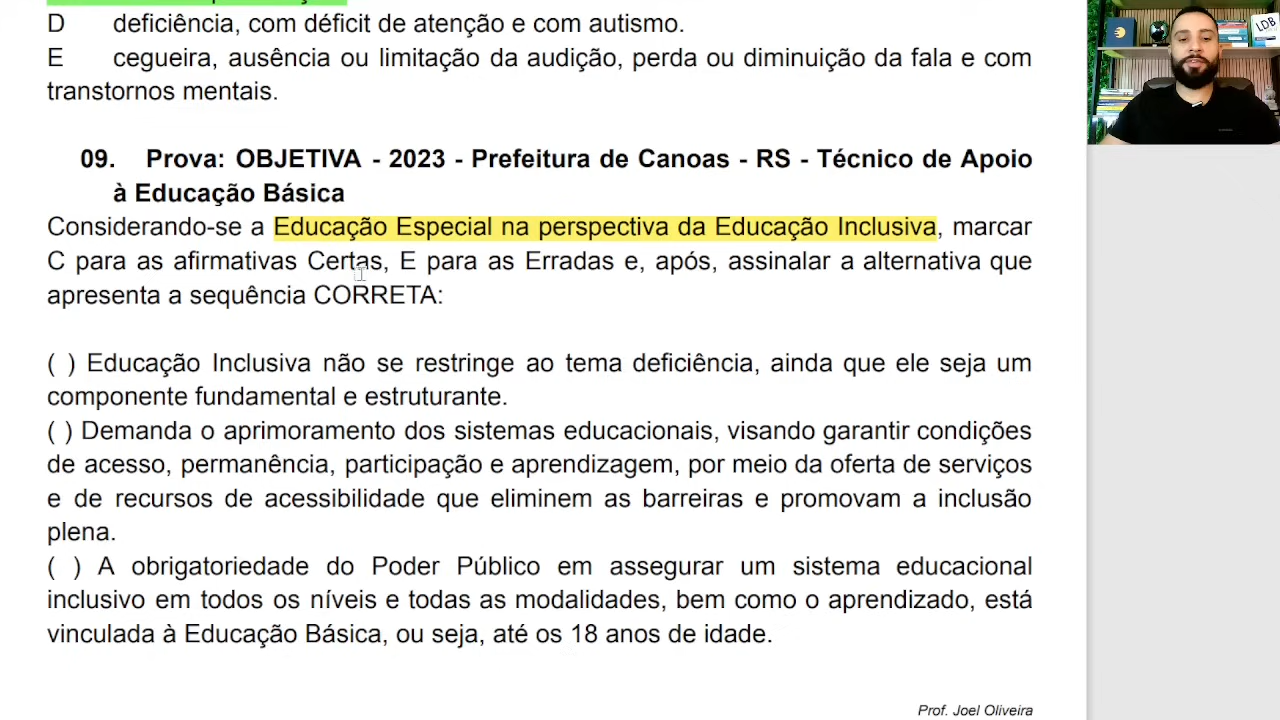 D deficiência, com déficit de atenção e com autismo.
E cegueira, ausência ou limitação da audição, perda ou diminuição da fala e com
transtornos mentais.
09. Prova: OBJETIVA - 2023 - Prefeitura de Canoas - RS - Técnico de Apoio
à Educação Básica
Considerando-se a Educação Especial na perspectiva da Educação Inclusiva, marcar
C para as afirmativas Certas, E para as Erradas e, após, assinalar a alternativa que
apresenta a sequência CORRETA:
( ) Educação Inclusiva não se restringe ao tema deficiência, ainda que ele seja um
componente fundamental e estruturante.
( ) Demanda o aprimoramento dos sistemas educacionais, visando garantir condições
de acesso, permanência, participação e aprendizagem, por meio da oferta de serviços
e de recursos de acessibilidade que eliminem as barreiras e promovam a inclusão
plena.
( ) A obrigatoriedade do Poder Público em assegurar um sistema educacional
inclusivo em todos os níveis e todas as modalidades, bem como o aprendizado, está
vinculada à Educação Básica, ou seja, até os 18 anos de idade.
Prof. Joel Oliveira
LDB